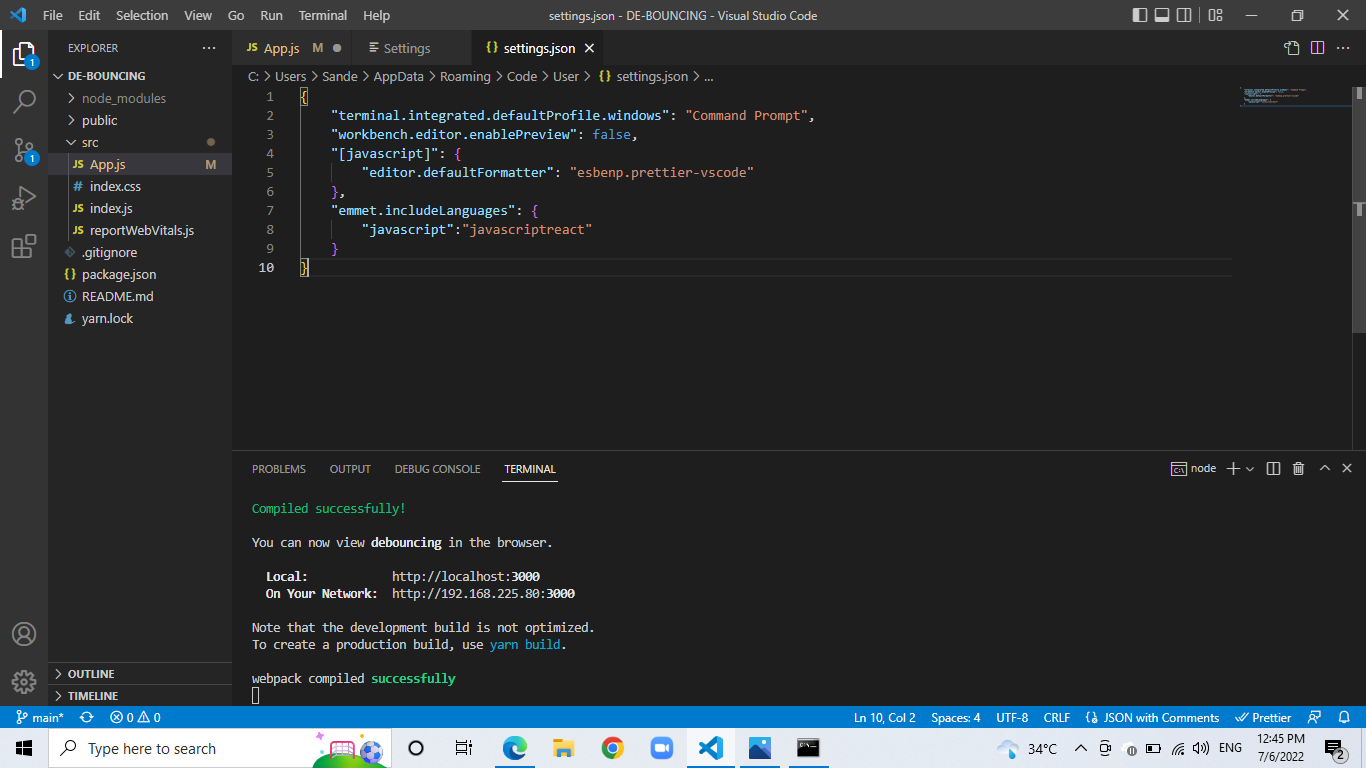 File Edit Selection View Go Run Terminal Help settings.json - DE-BOUNCING - Visual Studio Code
EXPLORER ···
JS App.js M ● Settings {} settings.json ×
C: > Users > Sande > AppData > Roaming > Code > User > {} settings.json > ...
DE-BOUNCING
node_modules
public
src
JS App.js M
# index.css
JS index.js
JS reportWebVitals.js
.gitignore
{} package.json
README.md
yarn.lock
OUTLINE
TIMELINE
1
1
1 {
2 "terminal.integrated.defaultProfile.windows": "Command Prompt",
3 "workbench.editor.enablePreview": false,
4 "[javascript]": {
5 "editor.defaultFormatter": "esbenp.prettier-vscode"
6 },
7 "emmet.includeLanguages": {
8 "javascript":"javascriptreact"
9 }
10 }
PROBLEMS OUTPUT DEBUG CONSOLE TERMINAL node
Compiled successfully!
You can now view debouncing in the browser.
Local: http://localhost:3000
On Your Network: http://192.168.225.80:3000
Note that the development build is not optimized.
To create a production build, use yarn build.
webpack compiled successfully
main* 0 0 Ln 10, Col 2 Spaces: 4 UTF-8 CRLF {} JSON with Comments Prettier
Type here to search 34°C ENG 12:45 PM
7/6/2022 2